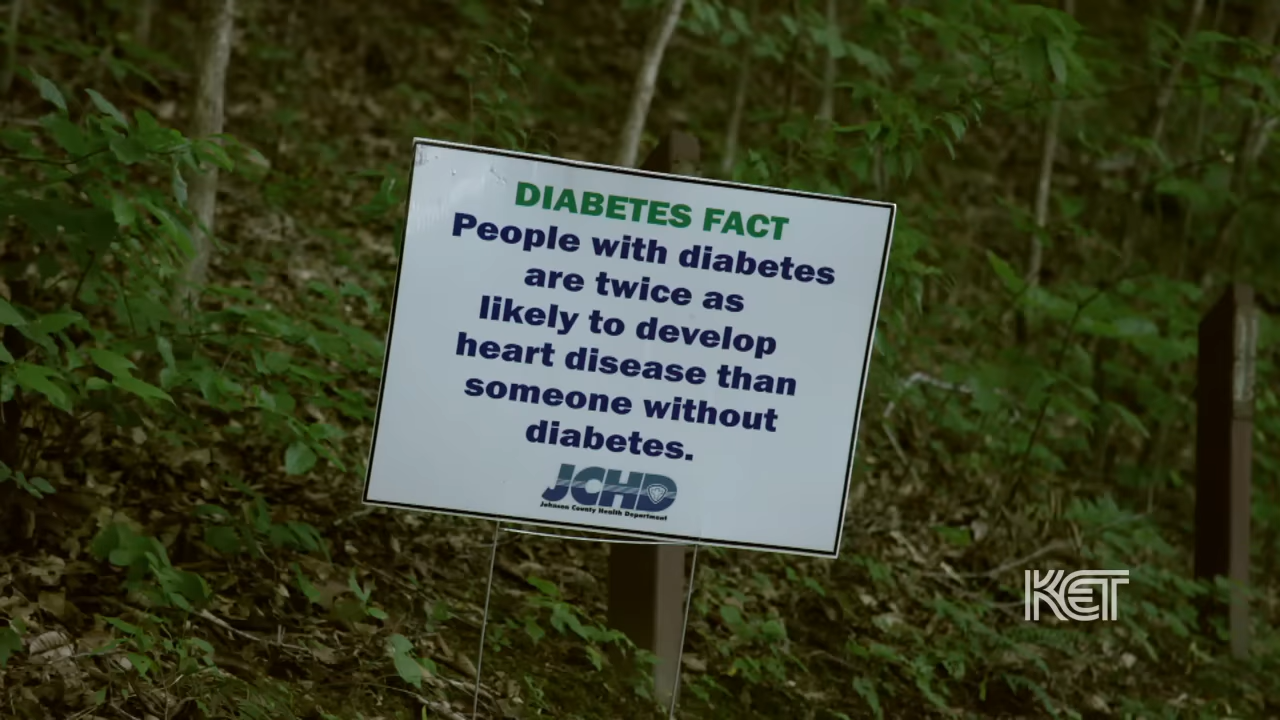 DIABETES FACT
People with diabetes
are twice as
likely to develop
heart disease than
someone without
diabetes.
JCHD
Johnson County Health Department
KET